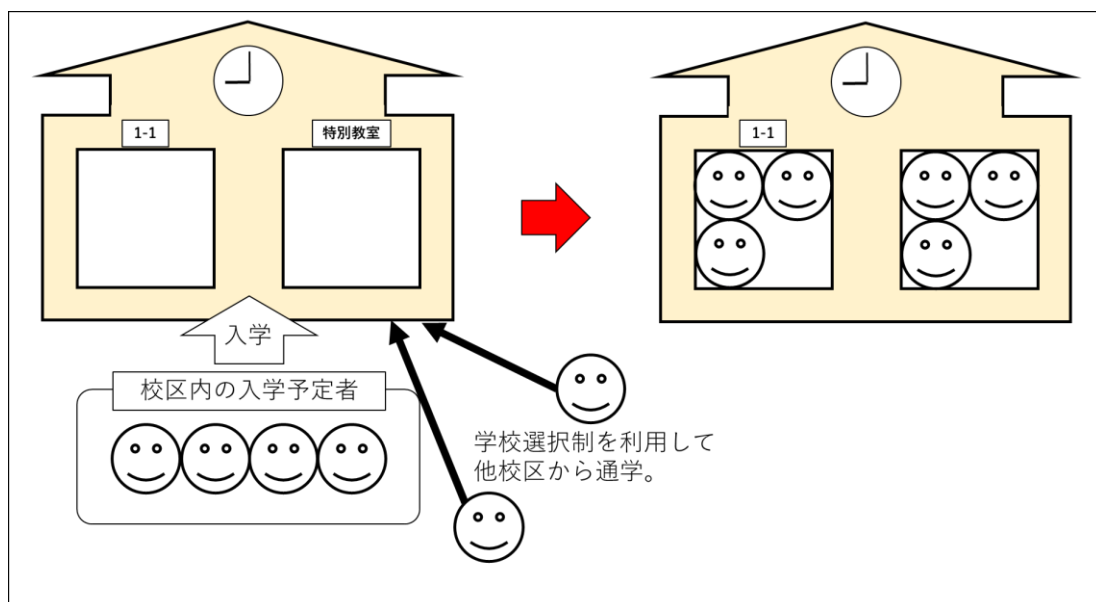 1-1
特別教室
1-1
入学
校区内の入学予定者
学校選択制を利用して
他校区から通学。